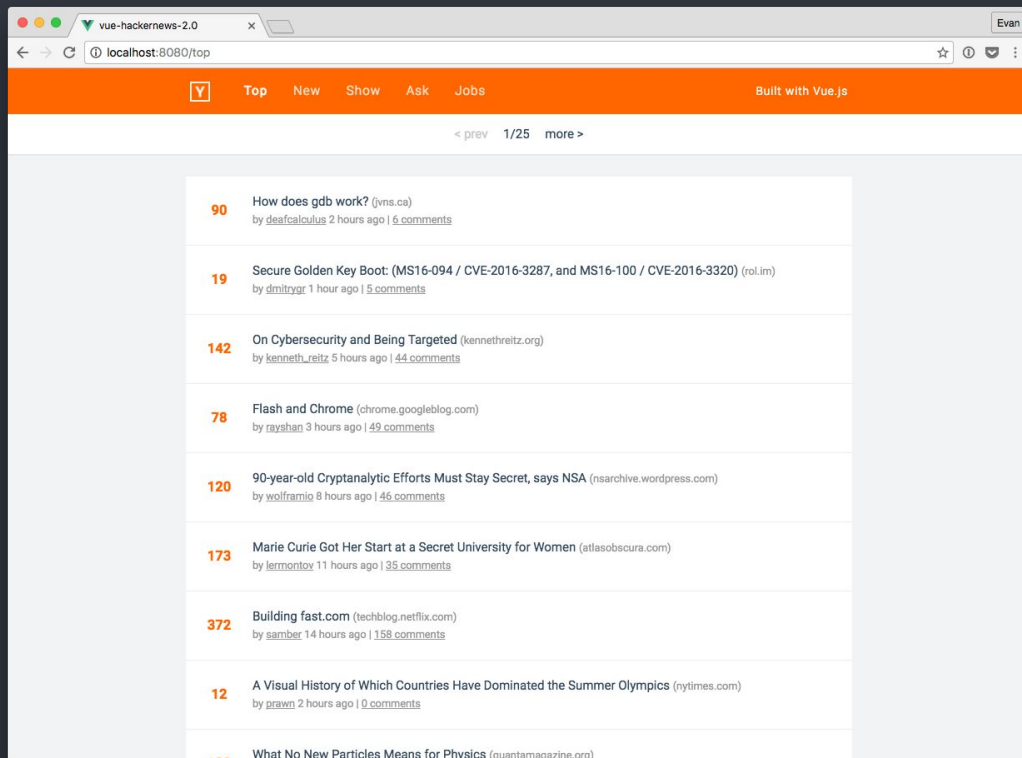 vue-hackernews-2.0
Evan
localhost:8080/top
Y Top New Show Ask Jobs Built with Vue.js
< prev 1/25 more >
How does gdb work? (jvns.ca)
90
by deafcalculus 2 hours ago | 6 comments
Secure Golden Key Boot: (MS16-094 / CVE-2016-3287, and MS16-100 / CVE-2016-3320) (rol.im)
19
by dmitrygr 1 hour ago | 5 comments
On Cybersecurity and Being Targeted (kennethreitz.org)
142
by kenneth_reitz 5 hours ago | 44 comments
Flash and Chrome (chrome.googleblog.com)
78
by rayshan 3 hours ago | 49 comments
90-year-old Cryptanalytic Efforts Must Stay Secret, says NSA (nsarchive.wordpress.com)
120
by wolframio 8 hours ago | 46 comments
Marie Curie Got Her Start at a Secret University for Women (atlasobscura.com)
173
by lermontov 11 hours ago | 35 comments
Building fast.com (techblog.netflix.com)
372
by samber 14 hours ago | 158 comments
A Visual History of Which Countries Have Dominated the Summer Olympics (nytimes.com)
12
by prawn 2 hours ago | 0 comments
What No New Particles Means for Physics (quantamagazine.org)